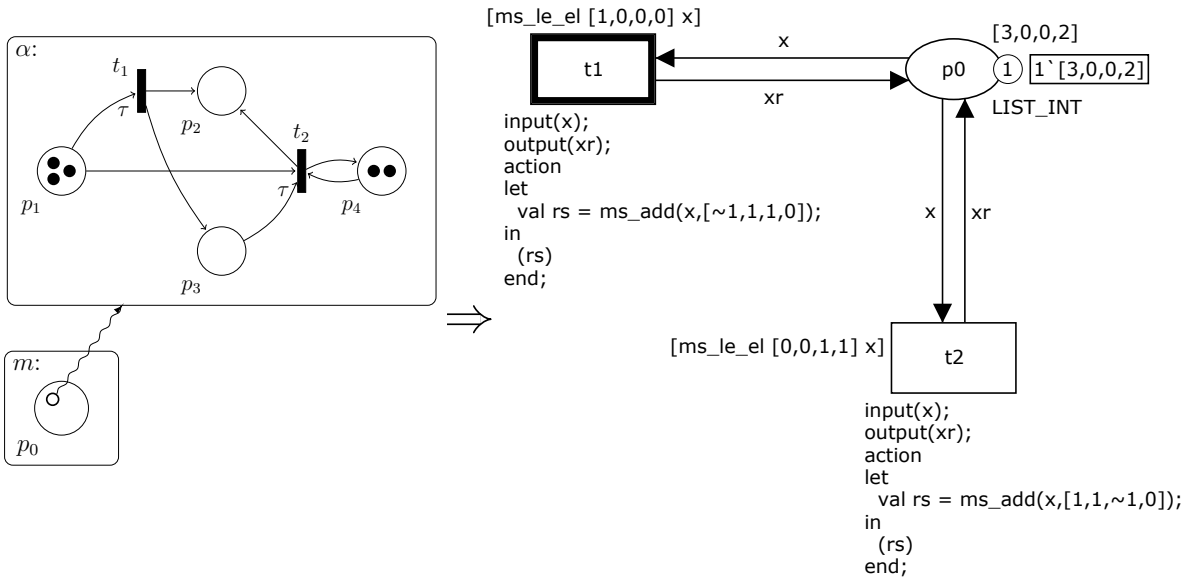 α:
t1
τ
p2
t2
p1
τ
p4
p3
m:
p0
⇒
[ms_le_el [1,0,0,0] x]
t1
x
xr
p0
[3,0,0,2]
1
1`[3,0,0,2]
LIST_INT
input(x);
output(xr);
action
let
val rs = ms_add(x,[~1,1,1,0]);
in
(rs)
end;
x
xr
[ms_le_el [0,0,1,1] x]
t2
input(x);
output(xr);
action
let
val rs = ms_add(x,[1,1,~1,0]);
in
(rs)
end;